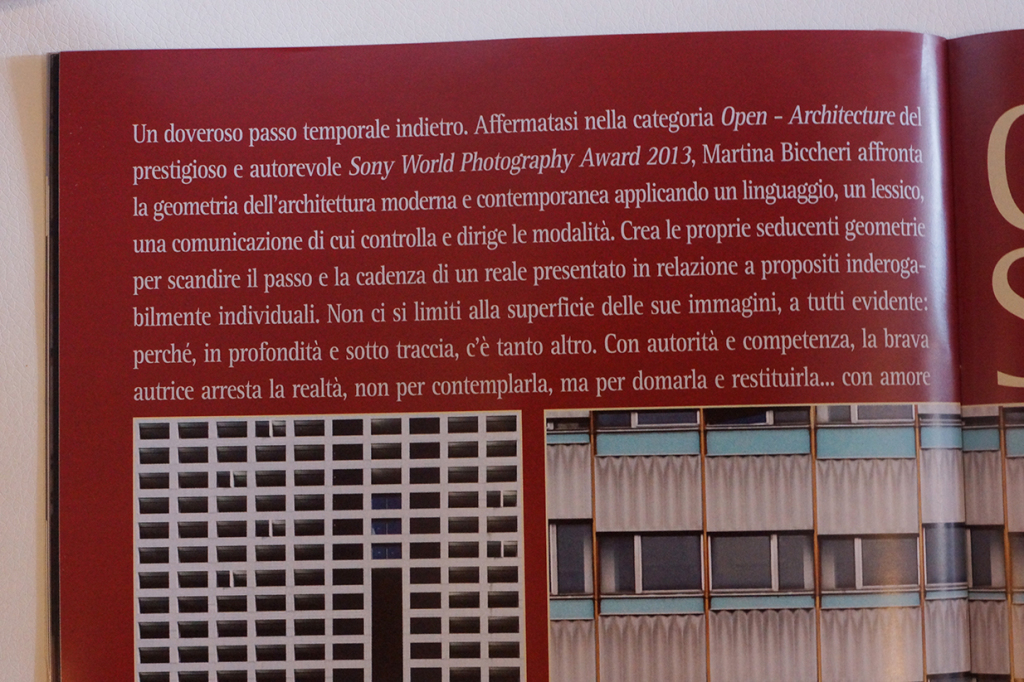 Un doveroso passo temporale indietro. Affermatasi nella categoria Open - Architecture del
prestigioso e autorevole Sony World Photography Award 2013, Martina Biccheri affronta
la geometria dell'architettura moderna e contemporanea applicando un linguaggio, un lessico,
una comunicazione di cui controlla e dirige le modalità. Crea le proprie seducenti geometrie
per scandire il passo e la cadenza di un reale presentato in relazione a propositi inderoga-
bilmente individuali. Non ci si limiti alla superficie delle sue immagini, a tutti evidente:
perché, in profondità e sotto traccia, c'è tanto altro. Con autorità e competenza, la brava
autrice arresta la realtà, non per contemplarla, ma per domarla e restituirla... con amore